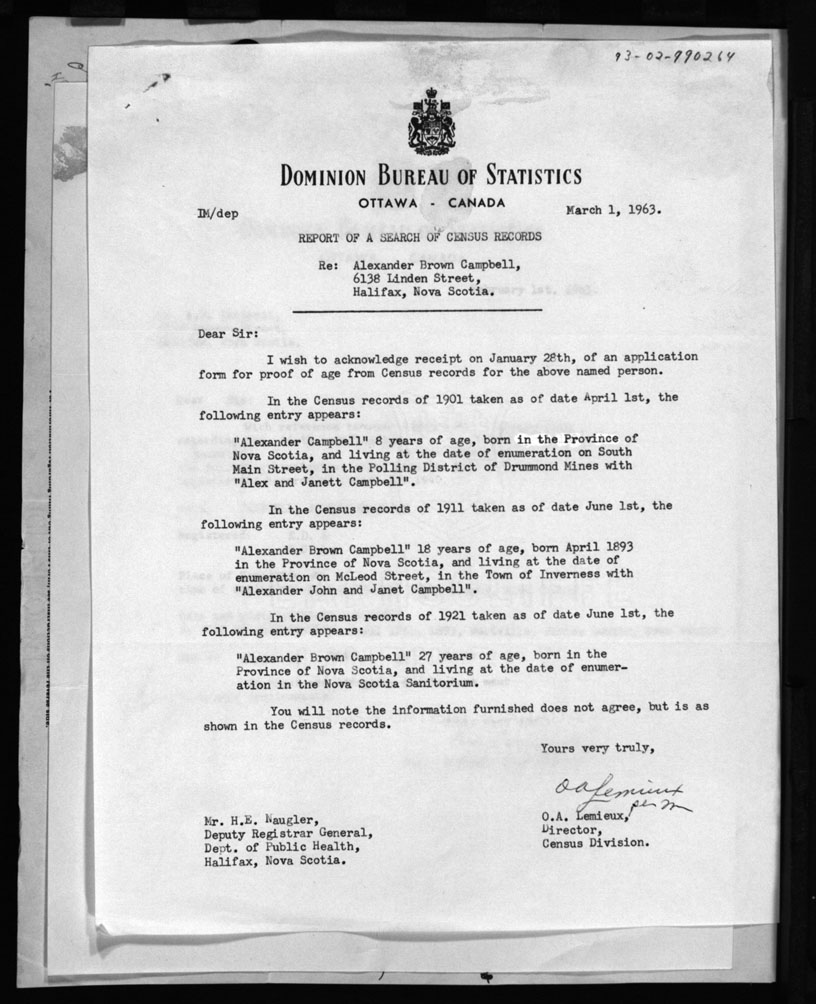 93-02-990264
DOMINION BUREAU OF STATISTICS
OTTAWA - CANADA
IM/dep
March 1, 1963.
REPORT OF A SEARCH OF CENSUS RECORDS
Re: Alexander Brown Campbell,
6138 Linden Street,
Halifax, Nova Scotia.
Dear Sir:
I wish to acknowledge receipt on January 28th, of an application
form for proof of age from Census records for the above named person.
In the Census records of 1901 taken as of date April 1st, the
following entry appears:
"Alexander Campbell" 8 years of age, born in the Province of
Nova Scotia, and living at the date of enumeration on South
Main Street, in the Polling District of Drummond Mines with
"Alex and Janett Campbell".
In the Census records of 1911 taken as of date June 1st, the
following entry appears:
"Alexander Brown Campbell" 18 years of age, born April 1893
in the Province of Nova Scotia, and living at the date of
enumeration on McLeod Street, in the Town of Inverness with
"Alexander John and Janet Campbell".
In the Census records of 1921 taken as of date June 1st, the
following entry appears:
"Alexander Brown Campbell" 27 years of age, born in the
Province of Nova Scotia, and living at the date of enumer-
ation in the Nova Scotia Sanitorium.
You will note the information furnished does not agree, but is as
shown in the Census records.
Yours very truly,
OALemieux
per M
O.A. Lemieux,
Director,
Census Division.
Mr. H.E. Naugler,
Deputy Registrar General,
Dept. of Public Health,
Halifax, Nova Scotia.